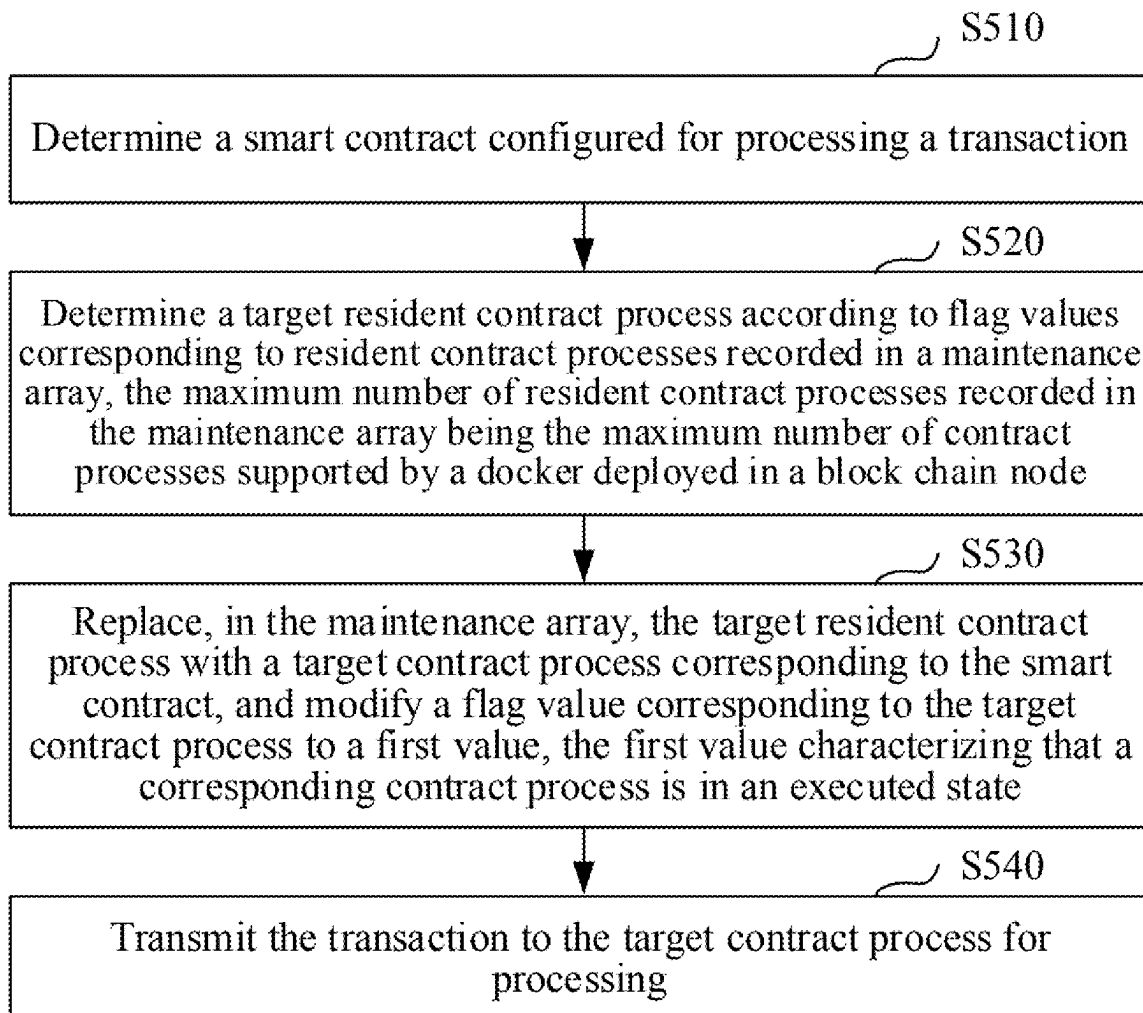 S510
Determine a smart contract configured for processing a transaction
S520
Determine a target resident contract process according to flag values
corresponding to resident contract processes recorded in a maintenance
array, the maximum number of resident contract processes recorded in
the maintenance array being the maximum number of contract
processes supported by a docker deployed in a block chain node
S530
Replace, in the maintenance array, the target resident contract
process with a target contract process corresponding to the smart
contract, and modify a flag value corresponding to the target
contract process to a first value, the first value characterizing that a
corresponding contract process is in an executed state
S540
Transmit the transaction to the target contract process for
processing